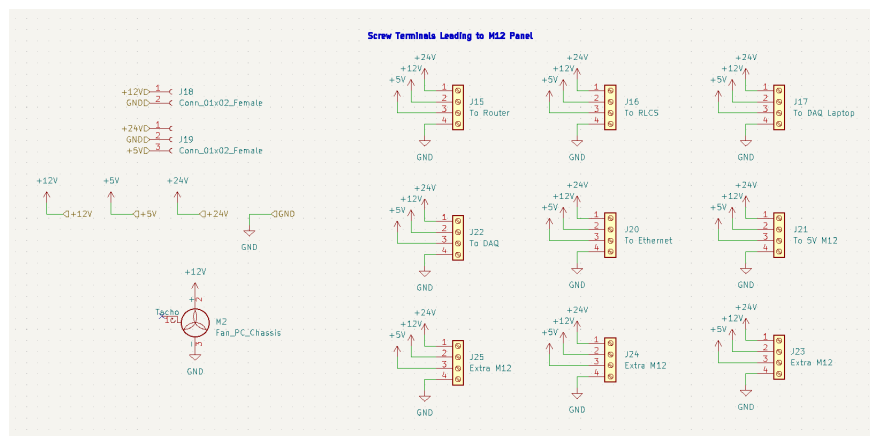 Screw Terminals Leading to M12 Panel
+12V 1 J18
GND 2 Conn_01x02_Female
+24V 1
GND 2 J19
+5V 3 Conn_01x02_Female
+12V +5V +24V
+12V +5V +24V GND
GND
+12V
+ 2
Tacho
1
M2
Fan_PC_Chassis
- 3
GND
+24V
+12V
+5V
1
2
3
4
J15
To Router
GND
+24V
+12V
+5V
1
2
3
4
J16
To RLCS
GND
+24V
+12V
+5V
1
2
3
4
J17
To DAQ Laptop
GND
+24V
+12V
+5V
1
2
3
4
J22
To DAQ
GND
+24V
+12V
+5V
1
2
3
4
J20
To Ethernet
GND
+24V
+12V
+5V
1
2
3
4
J21
To 5V M12
GND
+24V
+12V
+5V
1
2
3
4
J25
Extra M12
GND
+24V
+12V
+5V
1
2
3
4
J24
Extra M12
GND
+24V
+12V
+5V
1
2
3
4
J23
Extra M12
GND